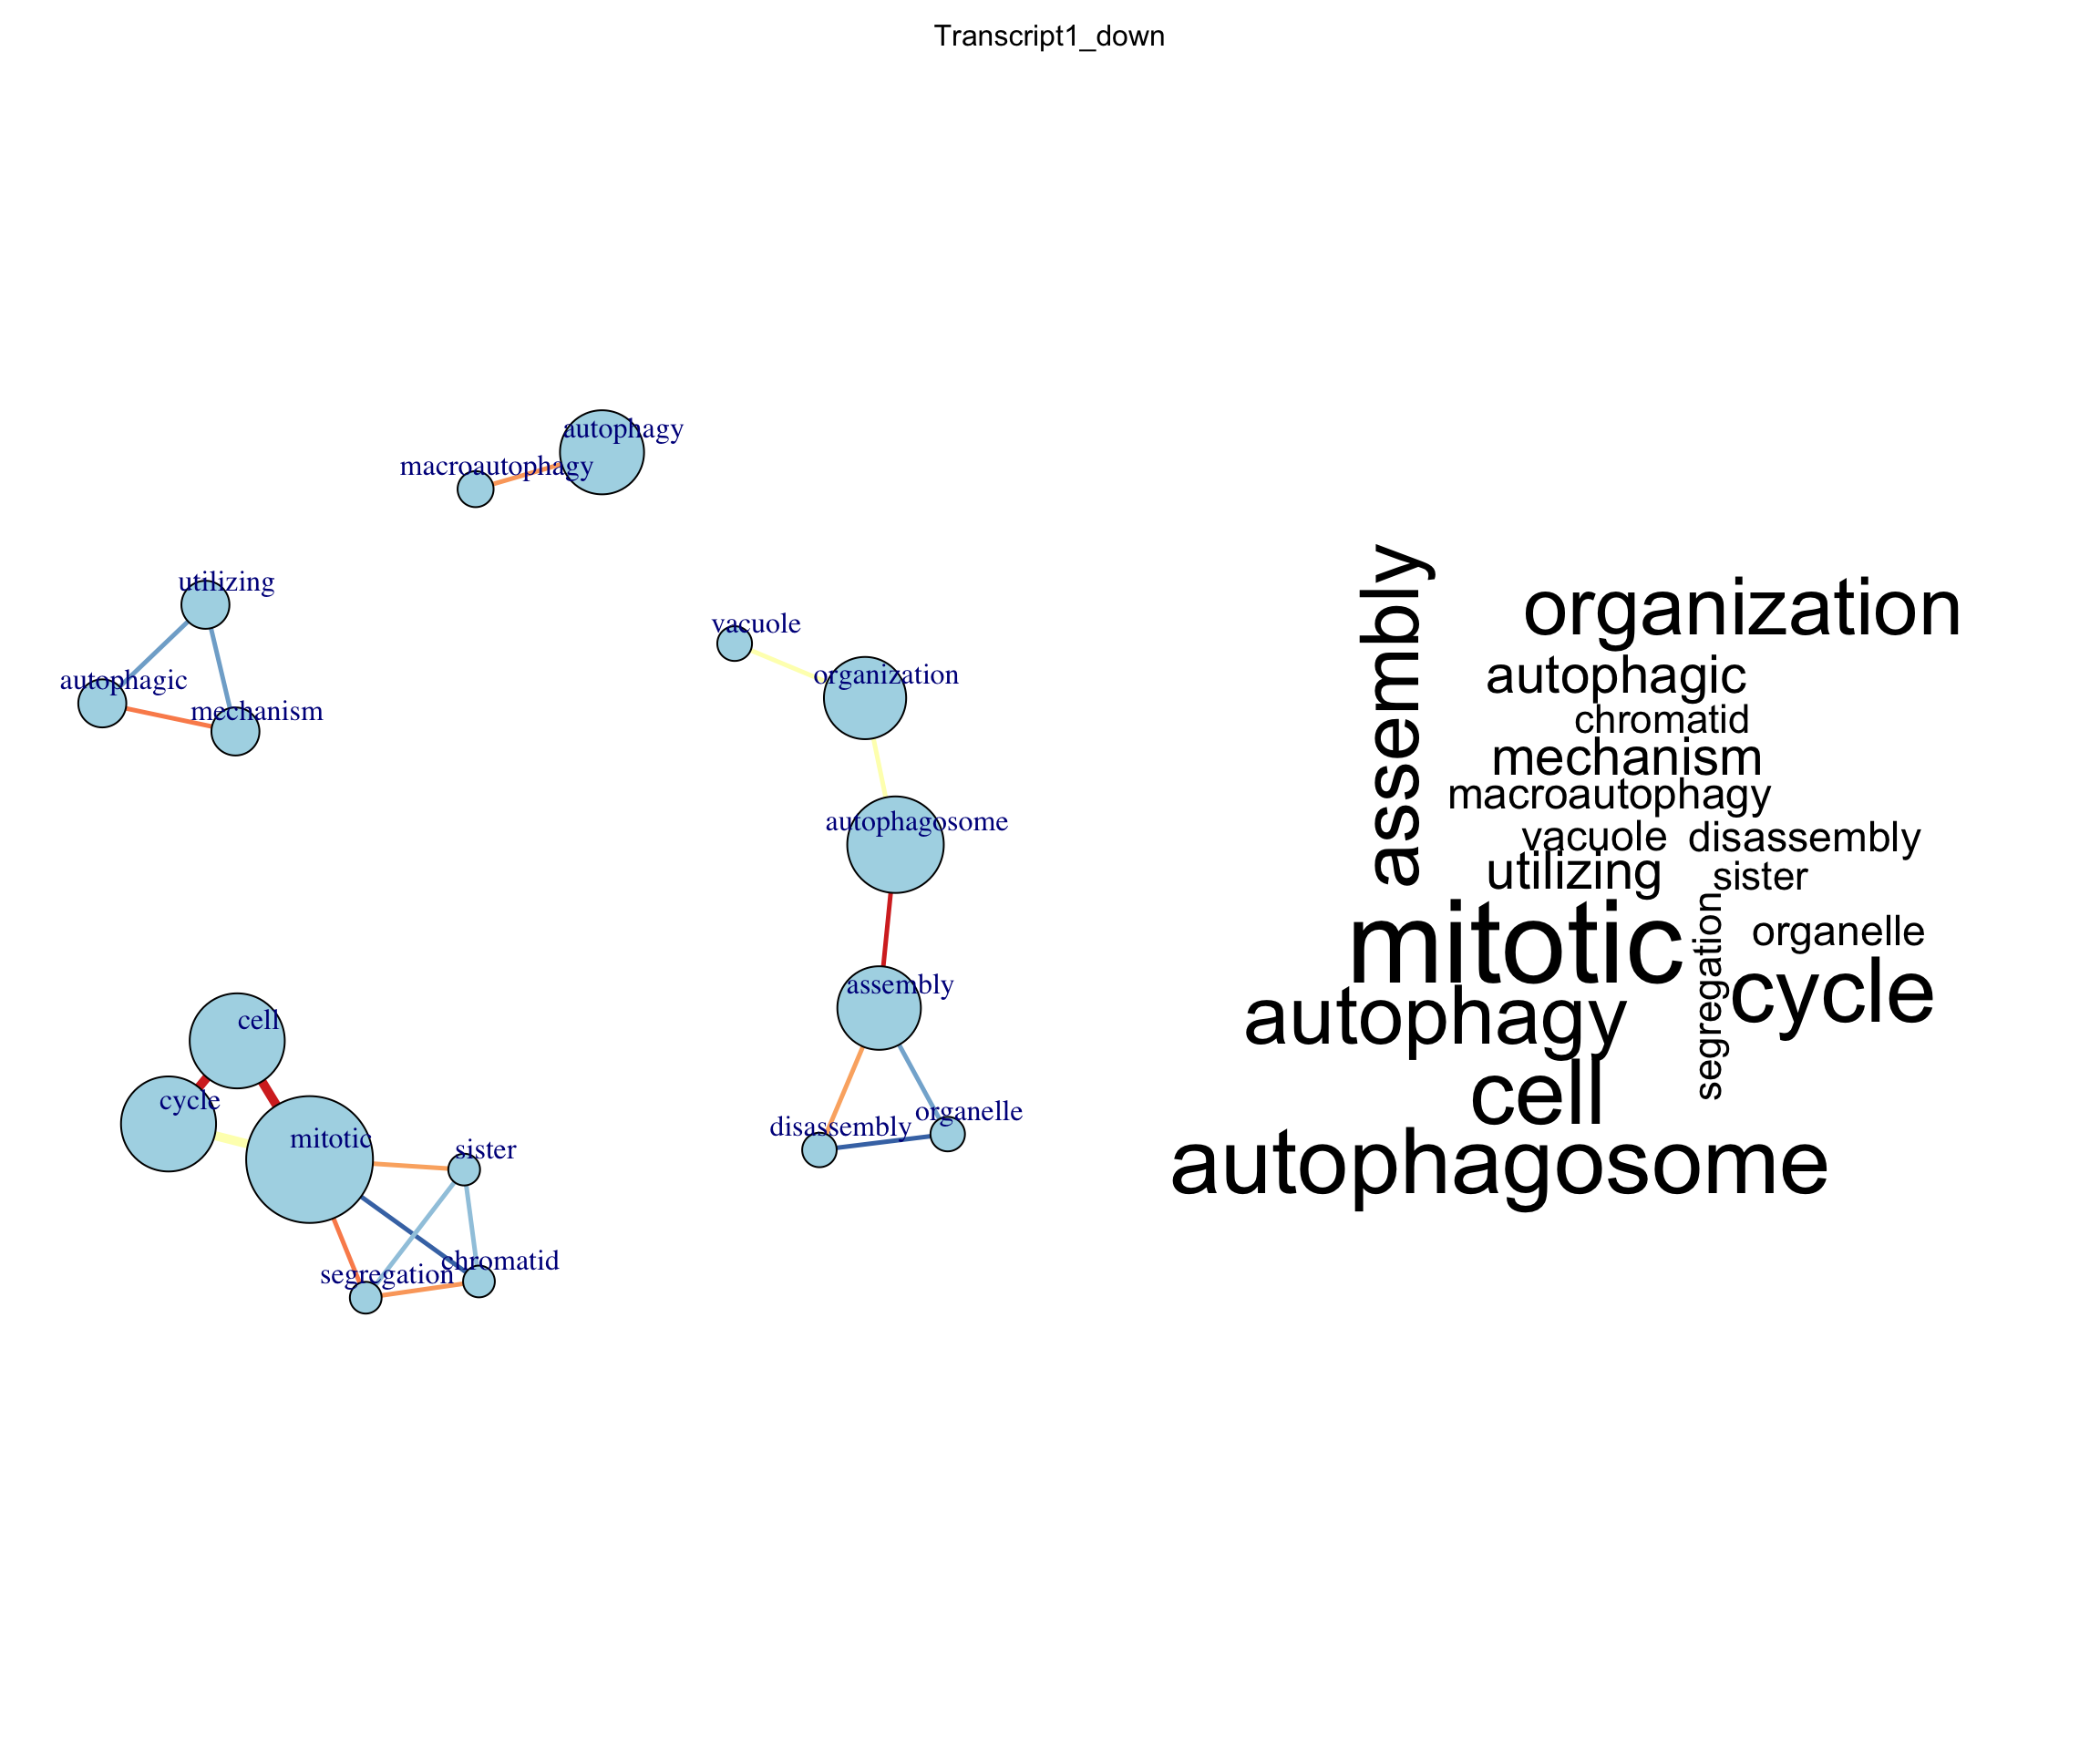 Transcript1_down
autophagy
macroautophagy
utilizing
autophagic
mechanism
vacuole
organization
autophagosome
assembly
disassembly
organelle
cell
cycle
mitotic
sister
chromatid
segregation
assembly
organization
autophagic
chromatid
mechanism
macroautophagy
vacuole disassembly
utilizing sister
mitotic
segregation
organelle
autophagy
cycle
cell
autophagosome